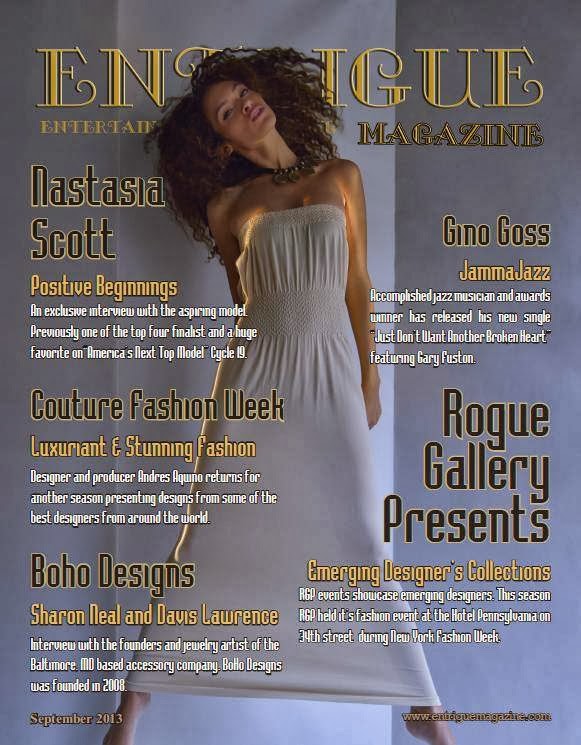 ENTRIGUE
MAGAZINE
Nastasia
Scott
Positive Beginnings
An exclusive interview with the aspiring model.
Previously one of the top four finalist and a huge
favorite on "America's Next Top Model" Cycle 19.
Gino Goss
JammaJazz
Accomplished jazz musician and awards
winner has released his new single
"Just Don't Want Another Broken Heart,"
featuring Gary Fuston.
Couture Fashion Week
Luxuriant & Stunning Fashion
Designer and producer Andres Aquino returns for
another season presenting designs from some of the
best designers from around the world.
Rogue
Gallery
Presents
Emerging Designer's Collections
RGP events showcase emerging designers. This season
RGP held it's fashion event at the Hotel Pennsylvania on
34th street during New York Fashion Week.
Boho Designs
Sharon Neal and Davis Lawrence
Interview with the founders and jewelry artist of the
Baltimore, MD based accessory company. BoHo Designs
was founded in 2008.
September 2013
www.entriguemagazine.com